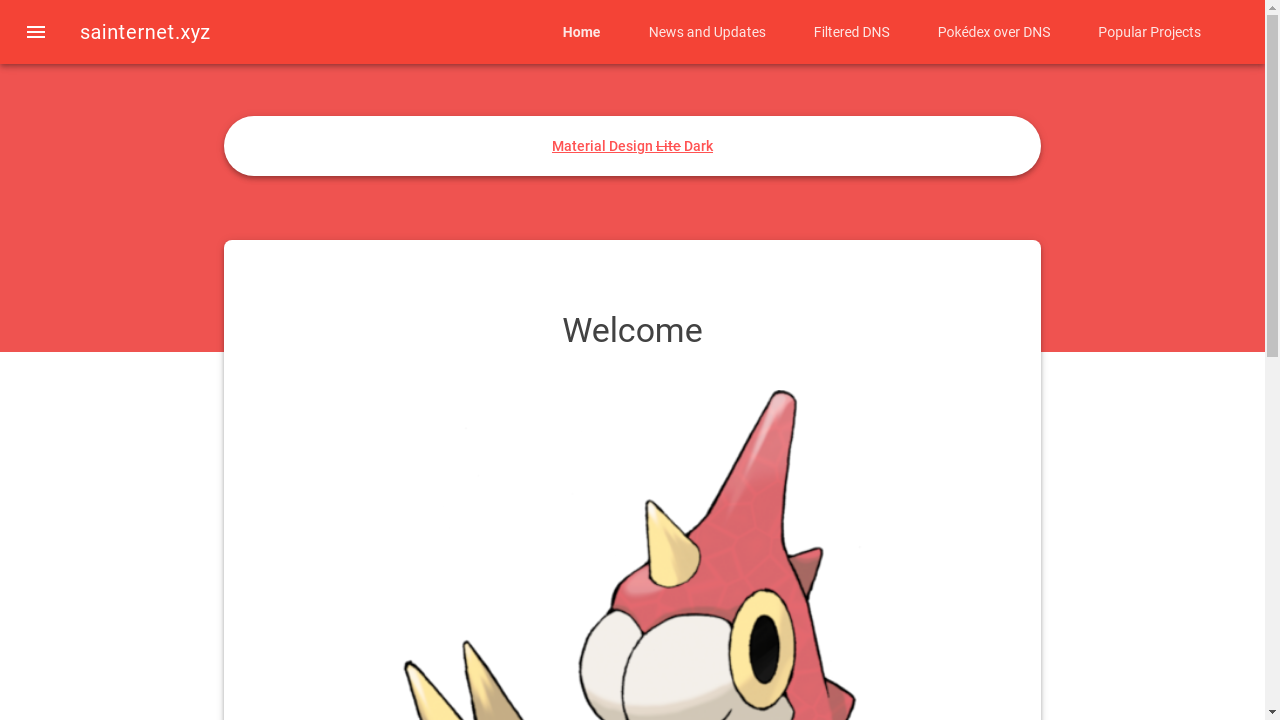 sainternet.xyz
Home
News and Updates
Filtered DNS
Pokédex over DNS
Popular Projects
Material Design Lite Dark
Welcome